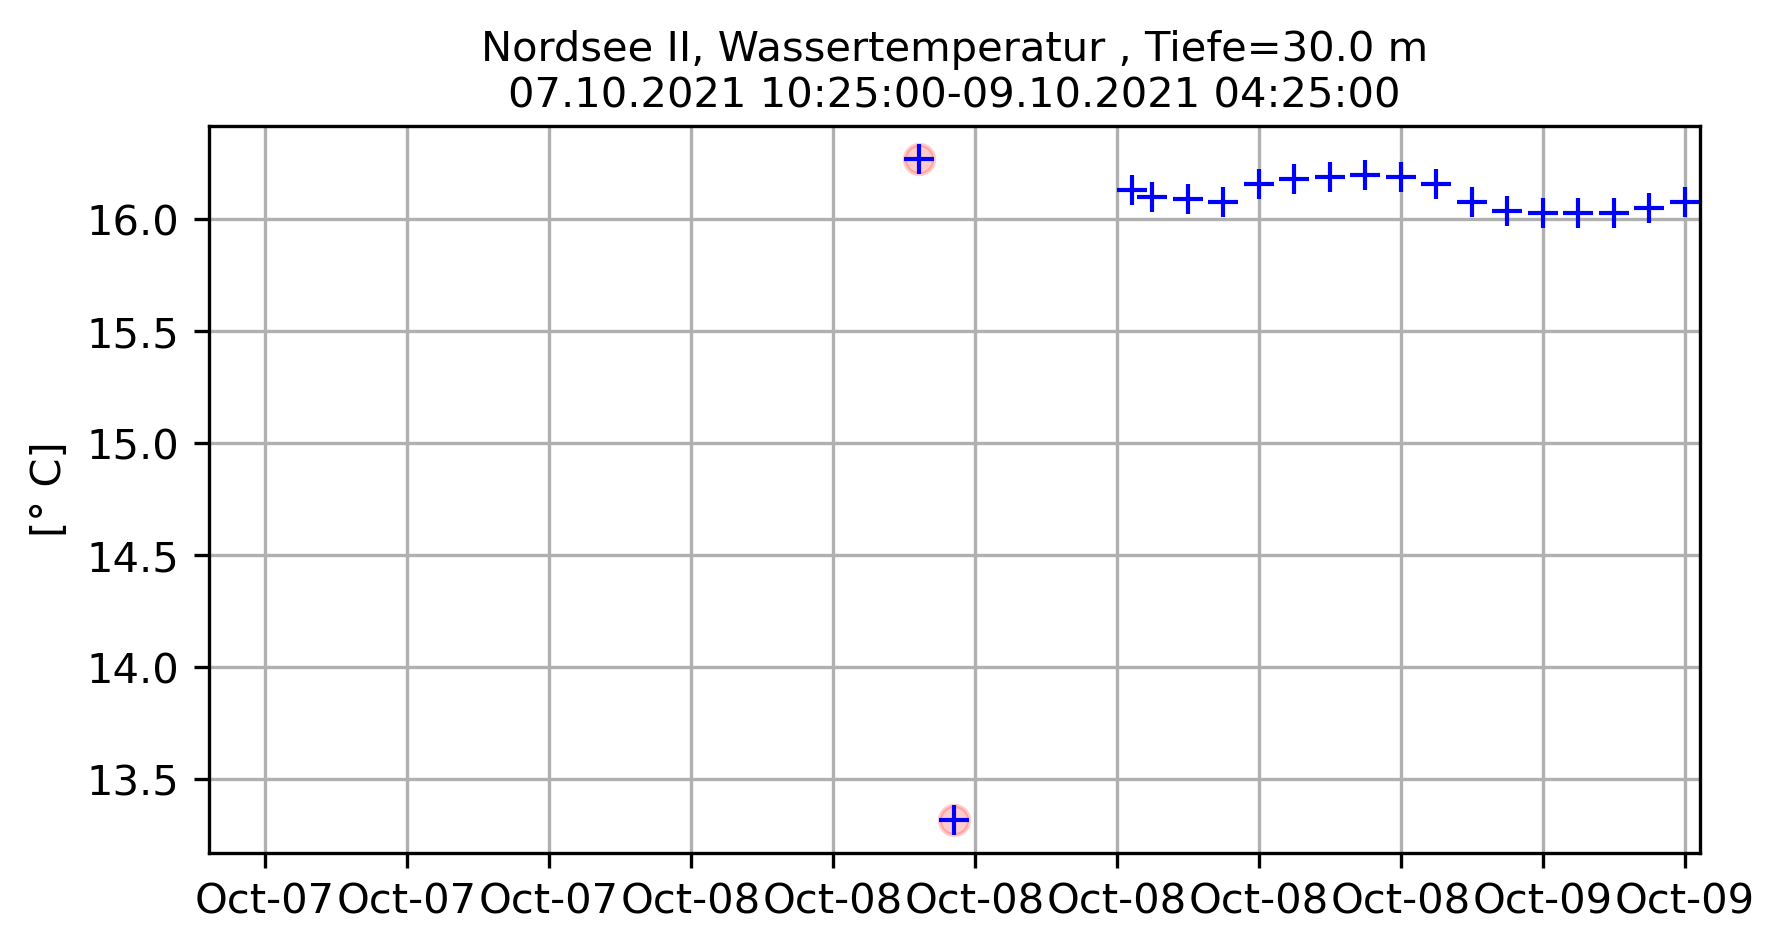 Nordsee II, Wassertemperatur , Tiefe=30.0 m
07.10.2021 10:25:00-09.10.2021 04:25:00
16.0
15.5
15.0
14.5
14.0
13.5
[° C]
Oct-07 Oct-07 Oct-07 Oct-08 Oct-08 Oct-08 Oct-08 Oct-08 Oct-08 Oct-09 Oct-09